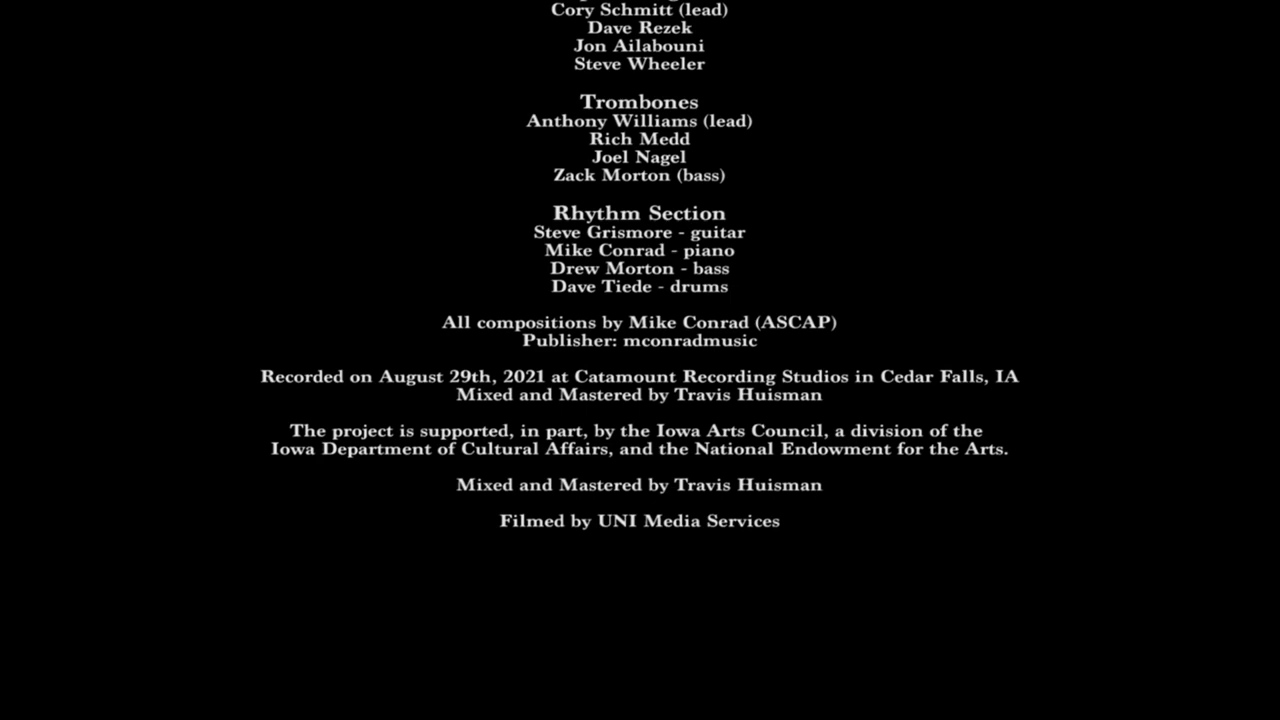 Cory Schmitt (lead)
Dave Rezek
Jon Ailabouni
Steve Wheeler
Trombones
Anthony Williams (lead)
Rich Medd
Joel Nagel
Zack Morton (bass)
Rhythm Section
Steve Grismore - guitar
Mike Conrad - piano
Drew Morton - bass
Dave Tiede - drums
All compositions by Mike Conrad (ASCAP)
Publisher: mconradmusic
Recorded on August 29th, 2021 at Catamount Recording Studios in Cedar Falls, IA
Mixed and Mastered by Travis Huisman
The project is supported, in part, by the Iowa Arts Council, a division of the
Iowa Department of Cultural Affairs, and the National Endowment for the Arts.
Mixed and Mastered by Travis Huisman
Filmed by UNI Media Services